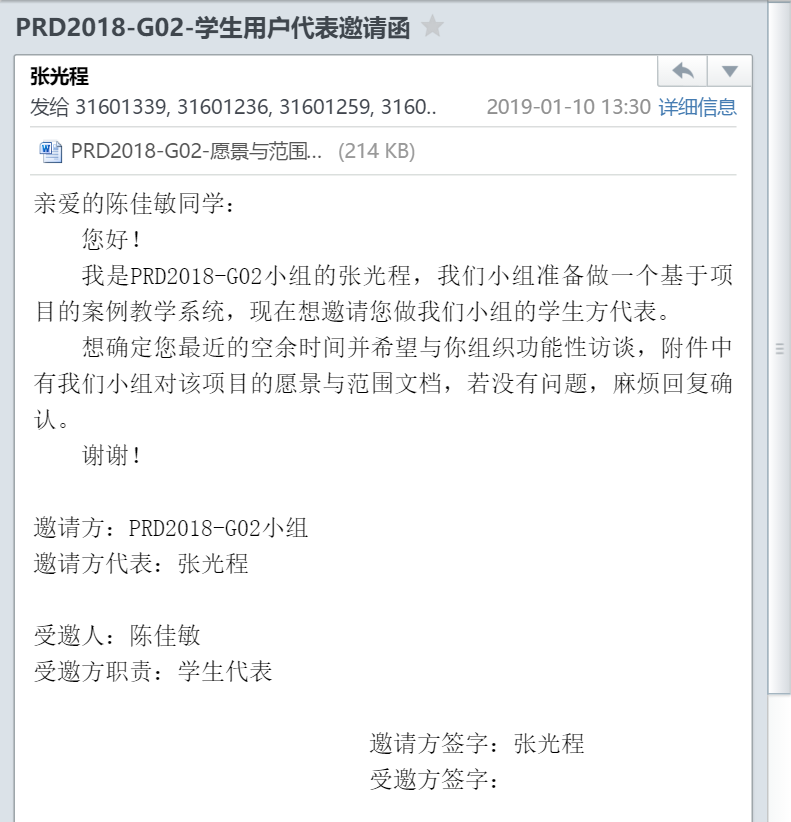 PRD2018-G02-学生用户代表邀请函
张光程
发给 31601339, 31601236, 31601259, 3160.. 2019-01-10 13:30 详细信息
PRD2018-G02-愿景与范围... (214 KB)
亲爱的陈佳敏同学：
您好！
我是PRD2018-G02小组的张光程，我们小组准备做一个基于项
目的案例教学系统，现在想邀请您做我们小组的学生方代表。
想确定您最近的空余时间并希望与你组织功能性访谈，附件中
有我们小组对该项目的愿景与范围文档，若没有问题，麻烦回复确
认。
谢谢！
邀请方：PRD2018-G02小组
邀请方代表：张光程
受邀人：陈佳敏
受邀方职责：学生代表
邀请方签字：张光程
受邀方签字：